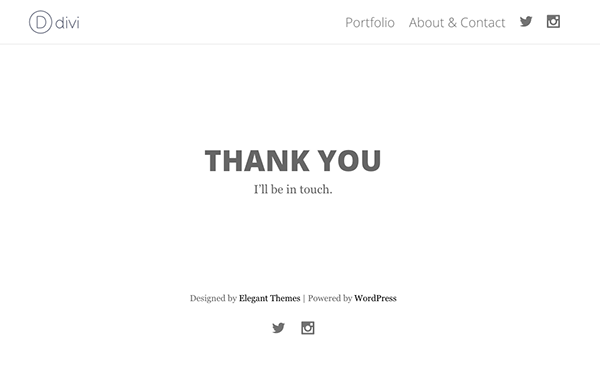 D divi
Portfolio About & Contact
THANK YOU
I'll be in touch.
Designed by Elegant Themes | Powered by WordPress